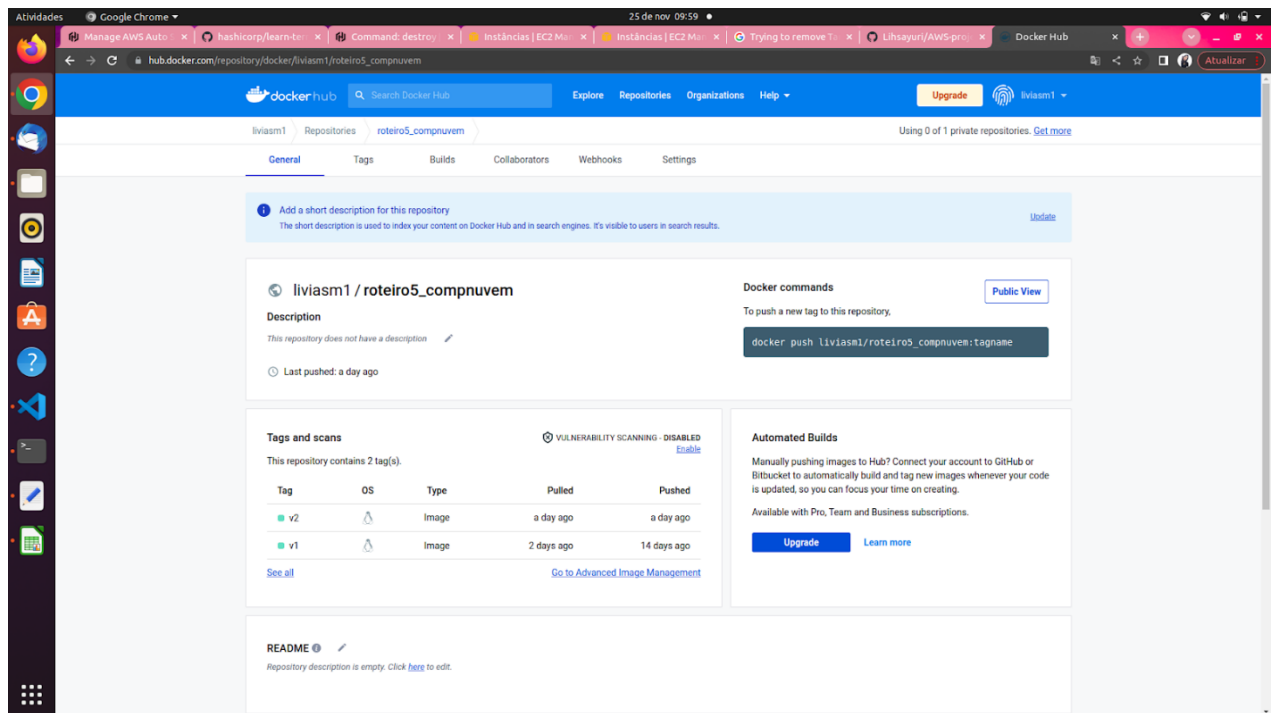 Atividades Google Chrome 25 de nov 09:59
Manage AWS Auto S hashicorp/learn-terr Command: destroy Instâncias | EC2 Man Instâncias | EC2 Man Trying to remove Ta Lihsayuri/AWS-proj Docker Hub
hub.docker.com/repository/docker/liviasm1/roteiro5_compnuvem Atualizar
dockerhub Search Docker Hub Explore Repositories Organizations Help Upgrade liviasm1
liviasm1 Repositories roteiro5_compnuvem Using 0 of 1 private repositories. Get more
General Tags Builds Collaborators Webhooks Settings
Add a short description for this repository
The short description is used to index your content on Docker Hub and in search engines. It's visible to users in search results.
Update
liviasm1 / roteiro5_compnuvem
Description
This repository does not have a description
Last pushed: a day ago
Docker commands
Public View
To push a new tag to this repository,
docker push liviasm1/roteiro5_compnuvem:tagname
Tags and scans
VULNERABILITY SCANNING - DISABLED
Enable
This repository contains 2 tag(s).
Tag OS Type Pulled Pushed
v2 Image a day ago a day ago
v1 Image 2 days ago 14 days ago
See all Go to Advanced Image Management
Automated Builds
Manually pushing images to Hub? Connect your account to GitHub or
Bitbucket to automatically build and tag new images whenever your code
is updated, so you can focus your time on creating.
Available with Pro, Team and Business subscriptions.
Upgrade Learn more
README
Repository description is empty. Click here to edit.